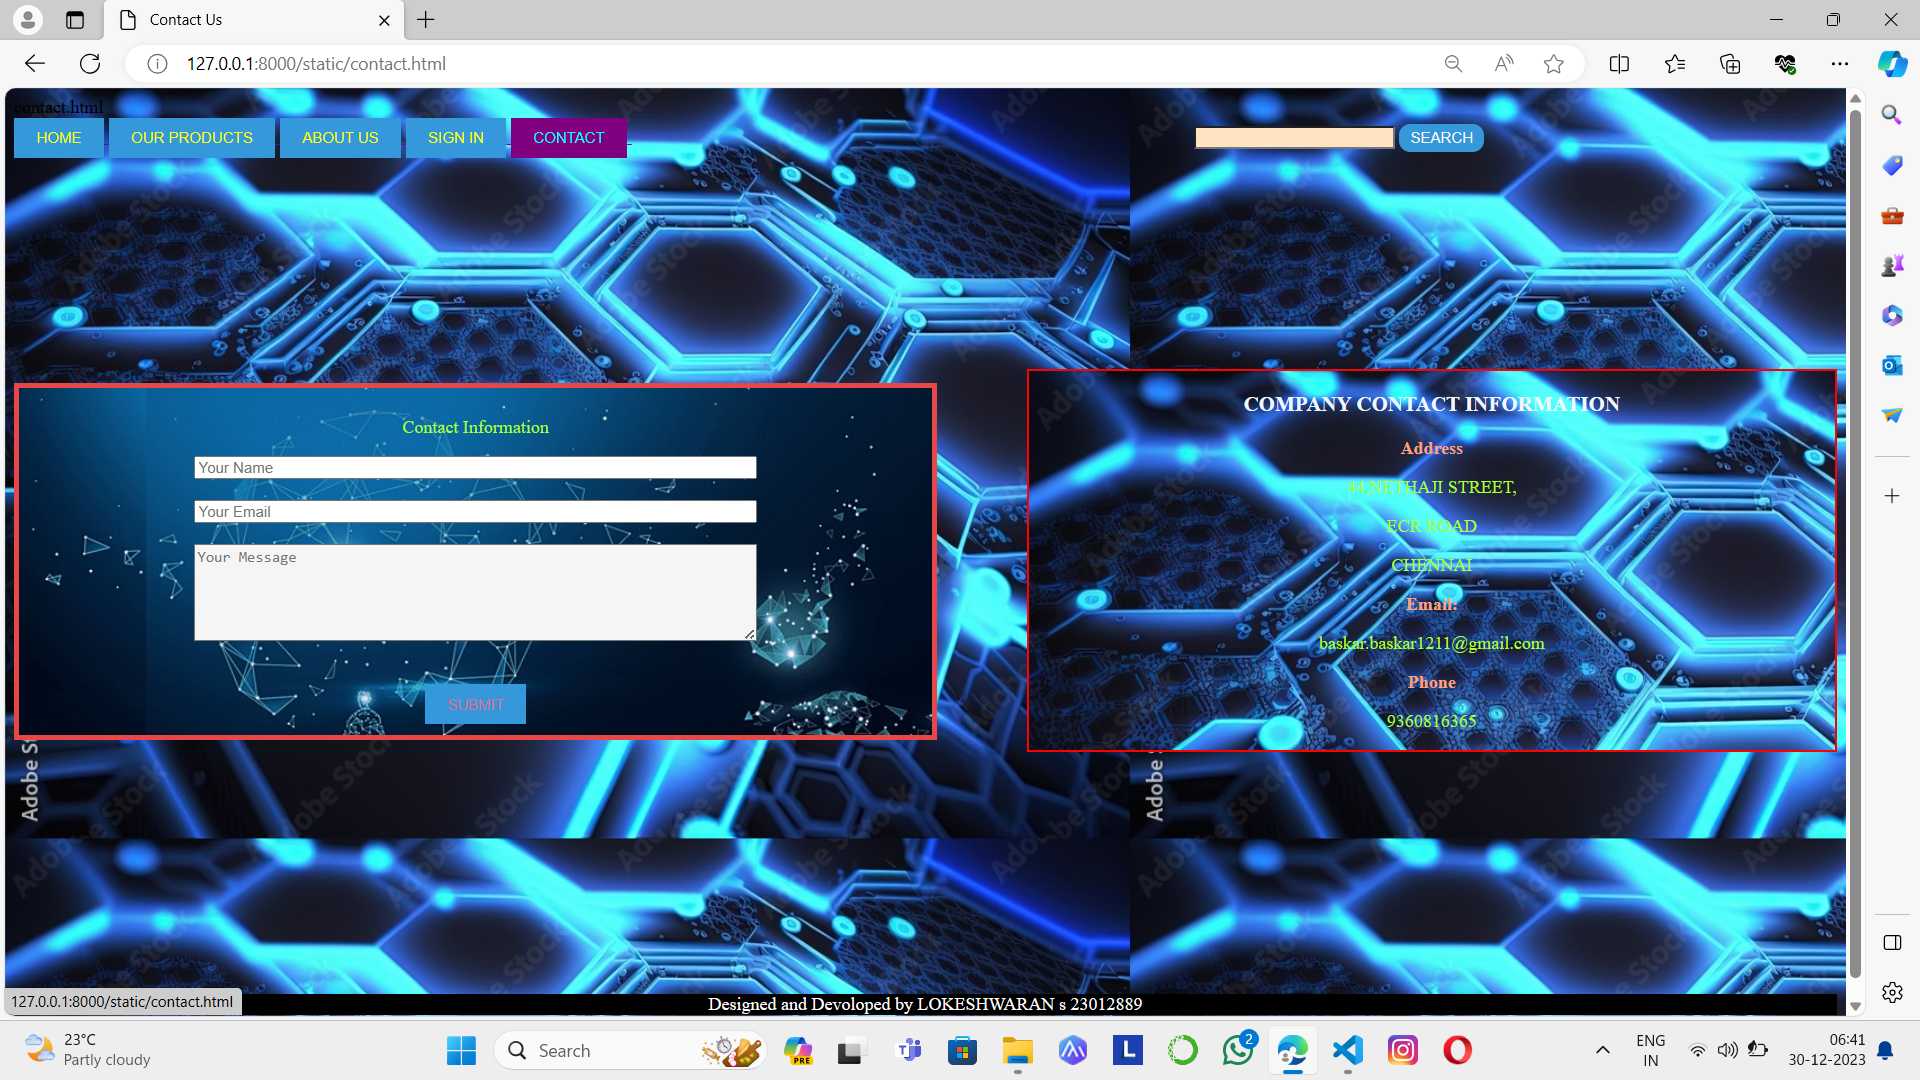 Contact Us
127.0.0.1:8000/static/contact.html
contact.html
HOME
OUR PRODUCTS
ABOUT US
SIGN IN
CONTACT
SEARCH
Contact Information
Your Name
Your Email
Your Message
SUBMIT
COMPANY CONTACT INFORMATION
Address
NETHAJI STREET,
ECR ROAD
CHENNAI
Email:
baskar.baskar1211@gmail.com
Phone
9360816365
Adobe Stock
Adobe Stock
Designed and Devoloped by LOKESHWARAN s 23012889
127.0.0.1:8000/static/contact.html
23°C
Partly cloudy
Search
PRE
L
2
ENG
IN
06:41
30-12-2023